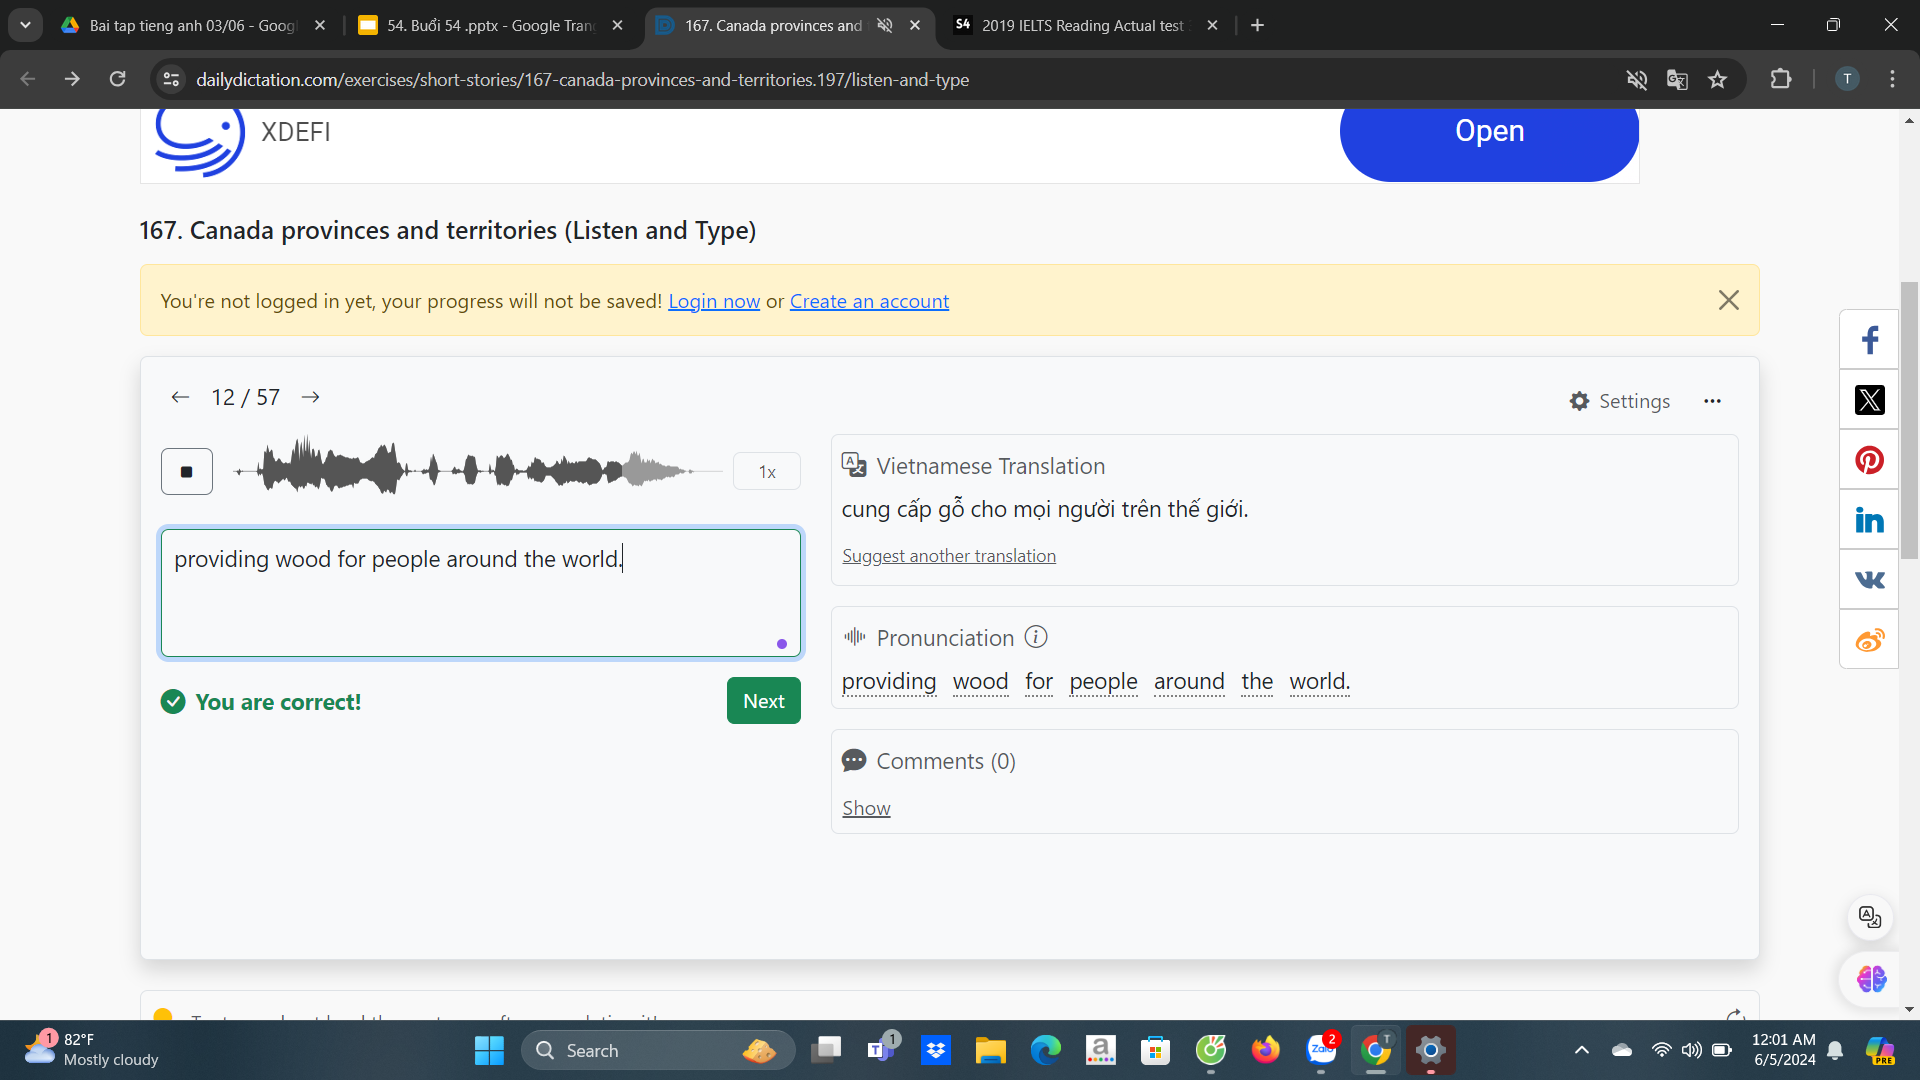 Bai tap tieng anh 03/06 - Googl
54. Buổi 54 .pptx - Google Tran
167. Canada provinces and
S4 2019 IELTS Reading Actual test
dailydictation.com/exercises/short-stories/167-canada-provinces-and-territories.197/listen-and-type
T
XDEFI
Open
167. Canada provinces and territories (Listen and Type)
You're not logged in yet, your progress will not be saved! Login now or Create an account
12 / 57
Settings
1x
providing wood for people around the world.
You are correct!
Next
Vietnamese Translation
cung cấp gỗ cho mọi người trên thế giới.
Suggest another translation
Pronunciation
providing wood for people around the world.
Comments (0)
Show
1
82°F
Mostly cloudy
Search
1
Zalo
2
T
12:01 AM
6/5/2024
PRE